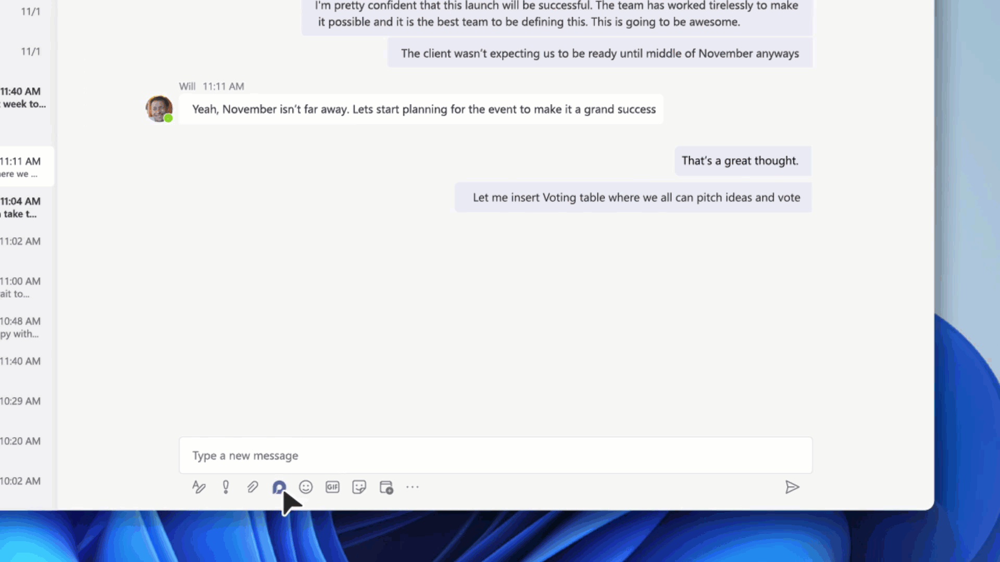 11/1
11/1
11:40 AM
week to...
11:11 AM
ere we ...
11:04 AM
take t...
11:02 AM
11:00 AM
ait to...
10:48 AM
py with...
11:40 AM
10:29 AM
10:20 AM
10:02 AM
I'm pretty confident that this launch will be successful. The team has worked tirelessly to make
it possible and it is the best team to be defining this. This is going to be awesome.
The client wasn't expecting us to be ready until middle of November anyways
Will 11:11 AM
Yeah, November isn't far away. Lets start planning for the event to make it a grand success
That's a great thought.
Let me insert Voting table where we all can pitch ideas and vote
Type a new message
GIF